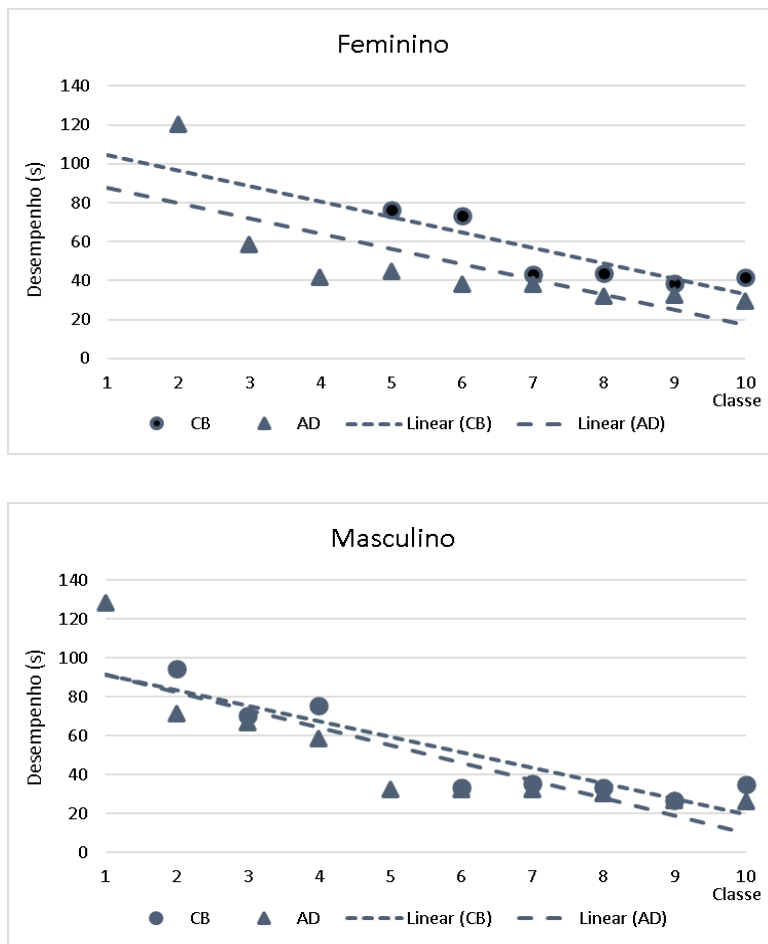 Feminino
Desempenho (s)
140
120
100
80
60
40
20
0
1 2 3 4 5 6 7 8 9 10
Classe
CB AD Linear (CB) Linear (AD)
Masculino
Desempenho (s)
140
120
100
80
60
40
20
0
1 2 3 4 5 6 7 8 9 10
Classe
CB AD Linear (CB) Linear (AD)